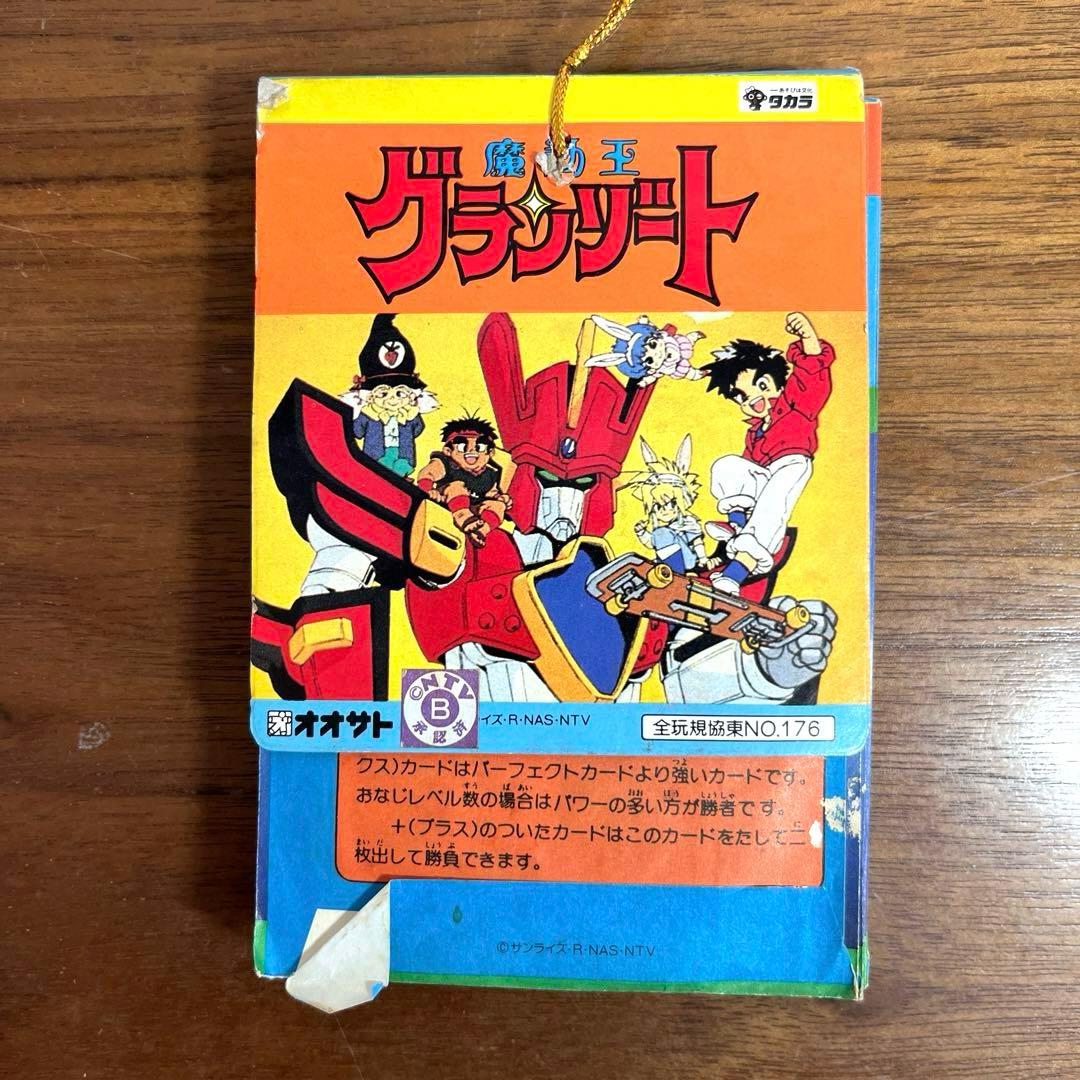 あそびは文化
タカラ
魔動王
グランゾート
オオサト
©NTV
B
承認済
イズ・R・NAS・NTV
全玩規協東NO.176
クス)カードはパーフェクトカードより強いカードです。
おなじレベル数の場合はパワーの多い方が勝者です。
+(プラス)のついたカードはこのカードをたして二
枚出して勝負できます。
©サンライズ・R・NAS・NTV